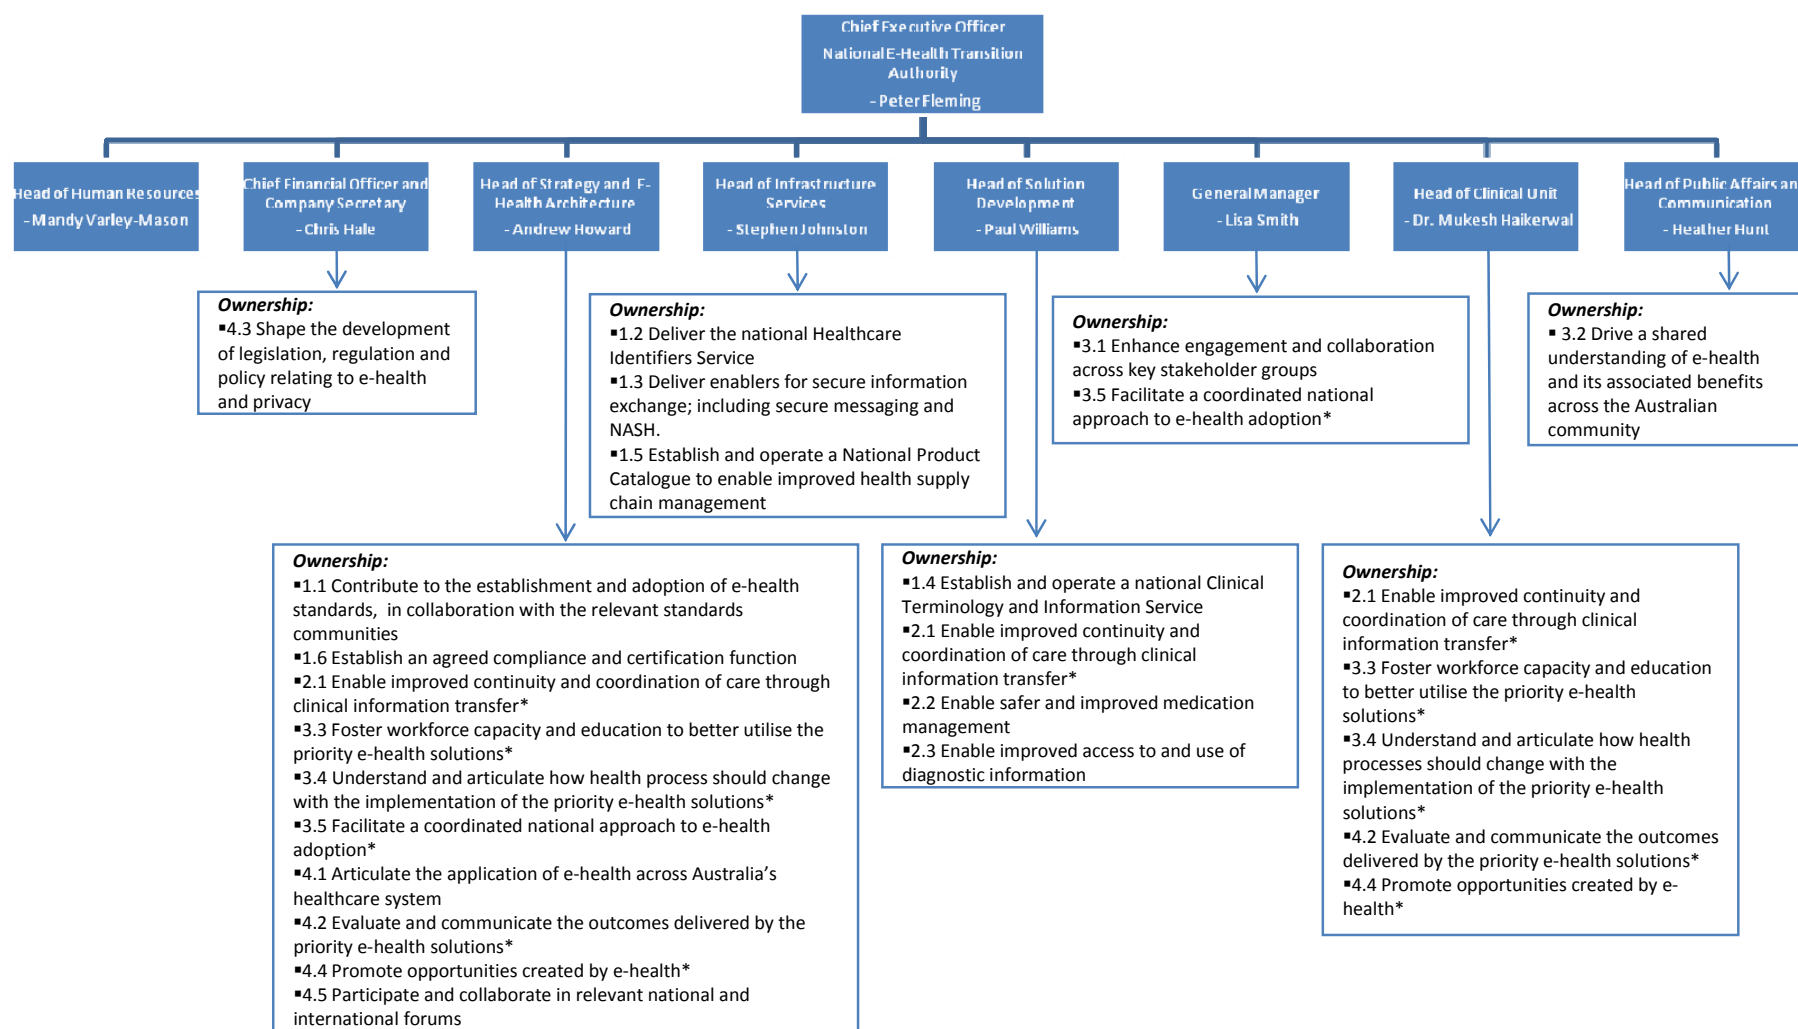 Chief Executive Officer
National E-Health Transition
Authority
- Peter Fleming
Head of Human Resources
- Mandy Varley-Mason
Chief Financial Officer and
Company Secretary
- Chris Hale
Head of Strategy and E-
Health Architecture
- Andrew Howard
Head of Infrastructure
Services
- Stephen Johnston
Head of Solution
Development
- Paul Williams
General Manager
- Lisa Smith
Head of Clinical Unit
- Dr. Mukesh Haikerwal
Head of Public Affairs an
Communication
- Heather Hunt
Ownership:
▪4.3 Shape the development
of legislation, regulation and
policy relating to e-health
and privacy
Ownership:
▪1.2 Deliver the national Healthcare
Identifiers Service
▪1.3 Deliver enablers for secure information
exchange; including secure messaging and
NASH.
▪1.5 Establish and operate a National Product
Catalogue to enable improved health supply
chain management
Ownership:
▪3.1 Enhance engagement and collaboration
across key stakeholder groups
▪3.5 Facilitate a coordinated national
approach to e-health adoption*
Ownership:
▪ 3.2 Drive a shared
understanding of e-health
and its associated benefits
across the Australian
community
Ownership:
▪1.1 Contribute to the establishment and adoption of e-health
standards, in collaboration with the relevant standards
communities
▪1.6 Establish an agreed compliance and certification function
▪2.1 Enable improved continuity and coordination of care through
clinical information transfer*
▪3.3 Foster workforce capacity and education to better utilise the
priority e-health solutions*
▪3.4 Understand and articulate how health process should change
with the implementation of the priority e-health solutions*
▪3.5 Facilitate a coordinated national approach to e-health
adoption*
▪4.1 Articulate the application of e-health across Australia's
healthcare system
▪4.2 Evaluate and communicate the outcomes delivered by the
priority e-health solutions*
▪4.4 Promote opportunities created by e-health*
▪4.5 Participate and collaborate in relevant national and
international forums
Ownership:
▪1.4 Establish and operate a national Clinical
Terminology and Information Service
▪2.1 Enable improved continuity and
coordination of care through clinical
information transfer*
▪2.2 Enable safer and improved medication
management
▪2.3 Enable improved access to and use of
diagnostic information
Ownership:
▪2.1 Enable improved continuity and
coordination of care through clinical
information transfer*
▪3.3 Foster workforce capacity and education
to better utilise the priority e-health
solutions*
▪3.4 Understand and articulate how health
processes should change with the
implementation of the priority e-health
solutions*
▪4.2 Evaluate and communicate the outcomes
delivered by the priority e-health solutions*
▪4.4 Promote opportunities created by e-
health*